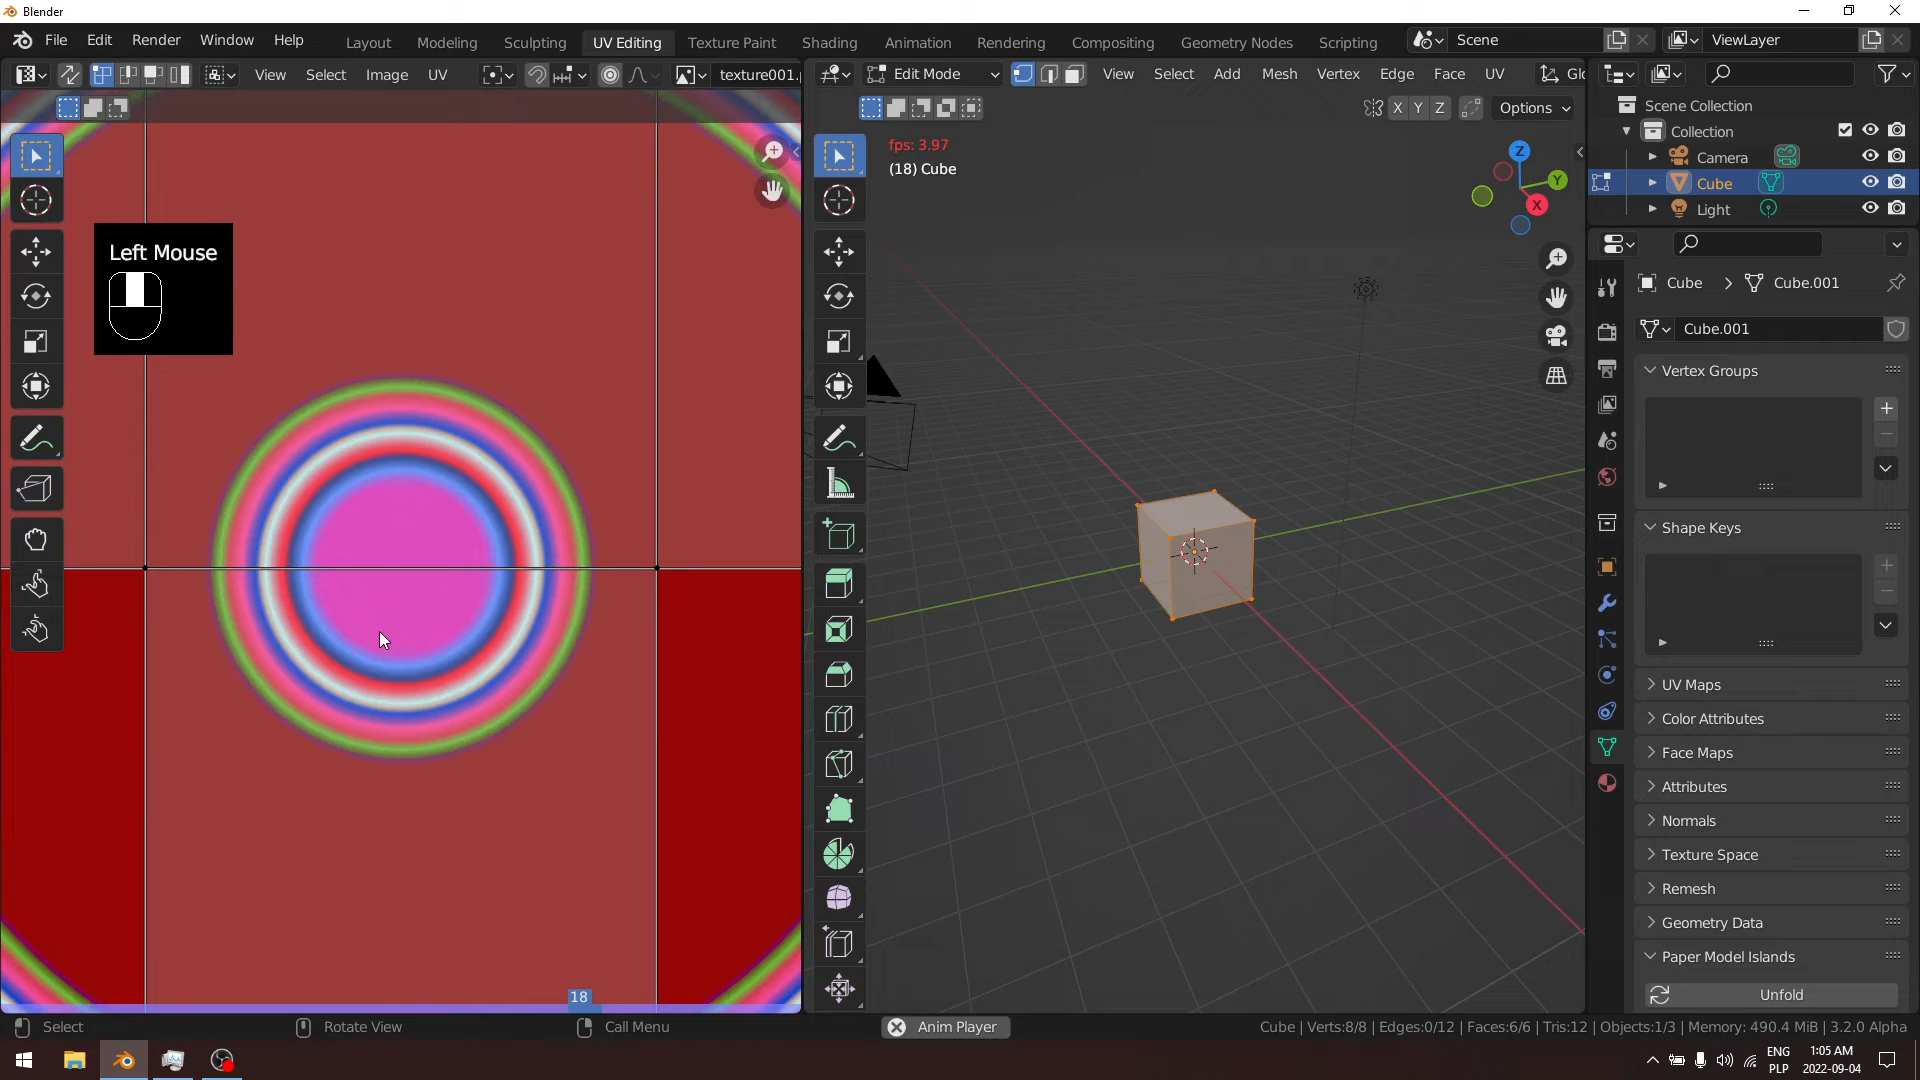 Blender
File Edit Render Window Help Layout Modeling Sculpting UV Editing Texture Paint Shading Animation Rendering Compositing Geometry Nodes Scripting Scene ViewLayer
View Select Image UV texture001.p Edit Mode View Select Add Mesh Vertex Edge Face UV Glo
X Y Z Options
Scene Collection
Collection
Camera
Cube
Light
fps: 3.97
(18) Cube
Z
Y
X
Left Mouse
Cube > Cube.001
Cube.001
Vertex Groups
Shape Keys
UV Maps
Color Attributes
Face Maps
Attributes
Normals
Texture Space
Remesh
Geometry Data
Paper Model Islands
Unfold
18
Select Rotate View Call Menu Anim Player Cube | Verts:8/8 | Edges:0/12 | Faces:6/6 | Tris:12 | Objects:1/3 | Memory: 490.4 MiB | 3.2.0 Alpha
ENG
PLP
1:05 AM
2022-09-04